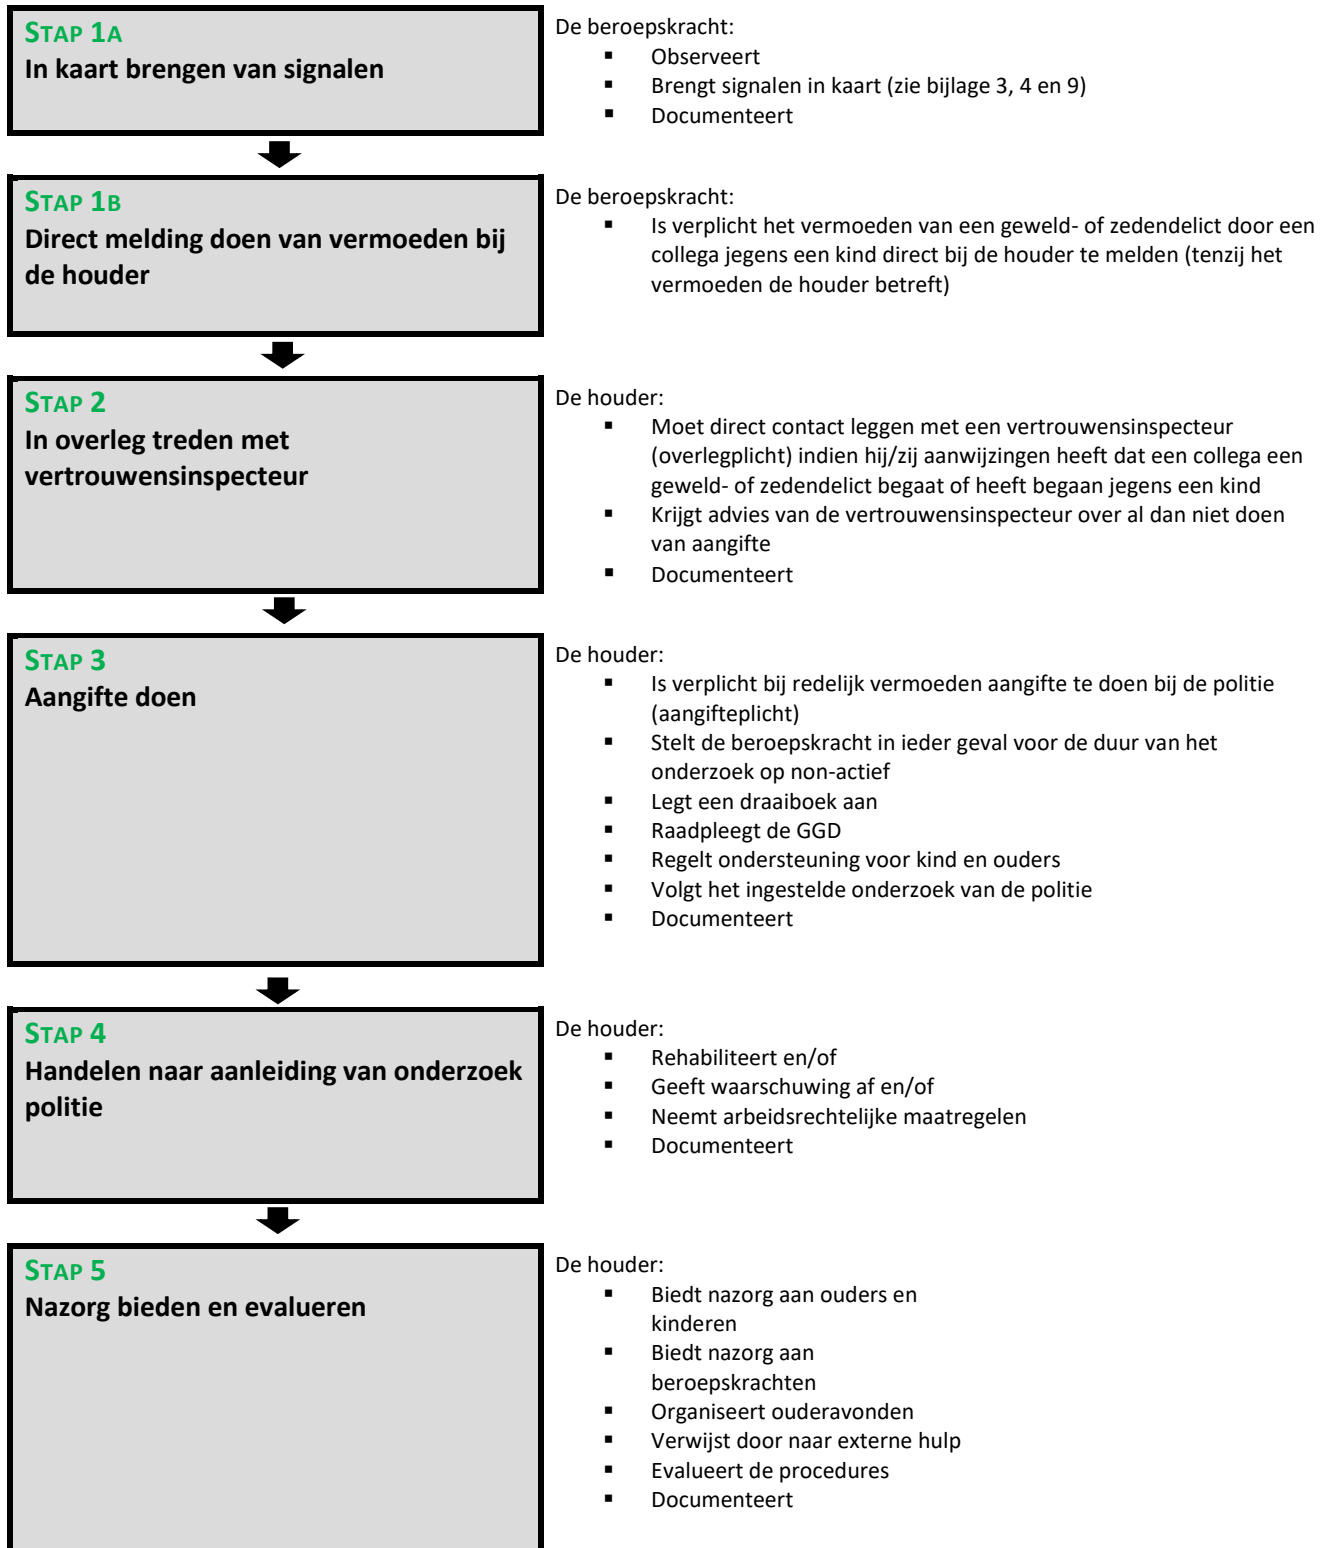 STAP 1A
In kaart brengen van signalen
De beroepskracht:
▪ Observeert
▪ Brengt signalen in kaart (zie bijlage 3, 4 en 9)
▪ Documenteert
STAP 1B
Direct melding doen van vermoeden bij
de houder
De beroepskracht:
▪ Is verplicht het vermoeden van een geweld- of zedendelict door een
collega jegens een kind direct bij de houder te melden (tenzij het
vermoeden de houder betreft)
STAP 2
In overleg treden met
vertrouwensinspecteur
De houder:
▪ Moet direct contact leggen met een vertrouwensinspecteur
(overlegplicht) indien hij/zij aanwijzingen heeft dat een collega een
geweld- of zedendelict begaat of heeft begaan jegens een kind
▪ Krijgt advies van de vertrouwensinspecteur over al dan niet doen
van aangifte
▪ Documenteert
STAP 3
Aangifte doen
De houder:
▪ Is verplicht bij redelijk vermoeden aangifte te doen bij de politie
(aangifteplicht)
▪ Stelt de beroepskracht in ieder geval voor de duur van het
onderzoek op non-actief
▪ Legt een draaiboek aan
▪ Raadpleegt de GGD
▪ Regelt ondersteuning voor kind en ouders
▪ Volgt het ingestelde onderzoek van de politie
▪ Documenteert
STAP 4
Handelen naar aanleiding van onderzoek
politie
De houder:
▪ Rehabiliteert en/of
▪ Geeft waarschuwing af en/of
▪ Neemt arbeidsrechtelijke maatregelen
▪ Documenteert
STAP 5
Nazorg bieden en evalueren
De houder:
▪ Biedt nazorg aan ouders en
kinderen
▪ Biedt nazorg aan
beroepskrachten
▪ Organiseert ouderavonden
▪ Verwijst door naar externe hulp
▪ Evalueert de procedures
▪ Documenteert